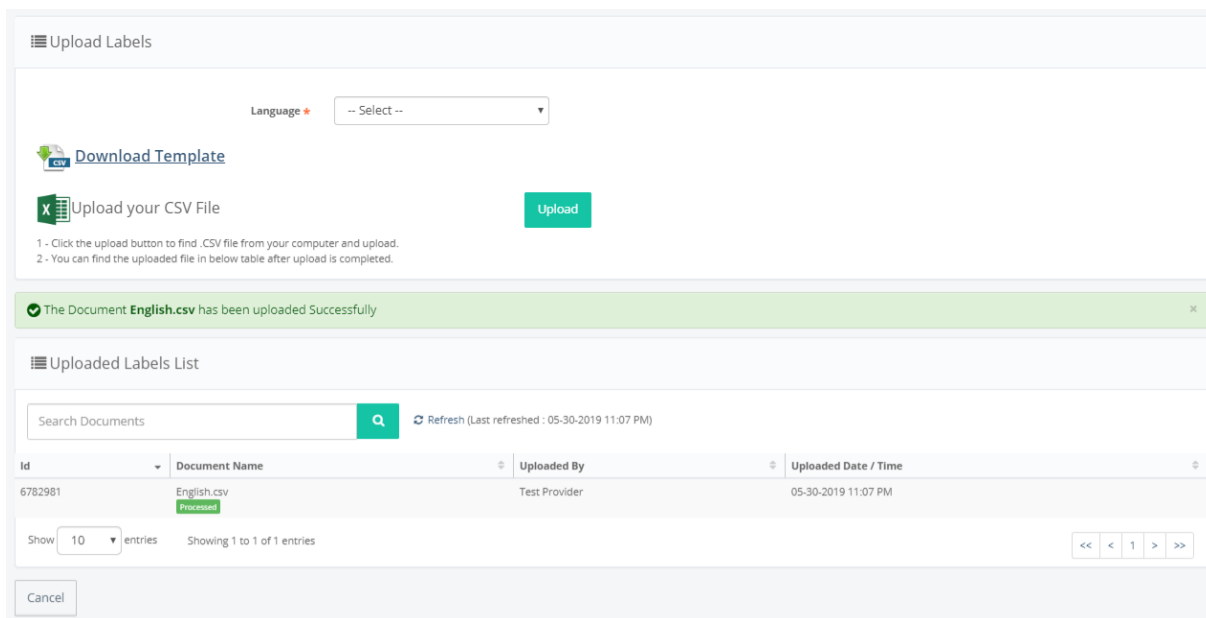 Upload Labels
Language * -- Select --
CSV Download Template
X Upload your CSV File Upload
1 - Click the upload button to find .CSV file from your computer and upload.
2 - You can find the uploaded file in below table after upload is completed.
The Document English.csv has been uploaded Successfully ×
Uploaded Labels List
Search Documents Refresh (Last refreshed : 05-30-2019 11:07 PM)
Id Document Name Uploaded By Uploaded Date / Time
6782981 English.csv Test Provider 05-30-2019 11:07 PM
Processed
Show 10 entries Showing 1 to 1 of 1 entries << < 1 > >>
Cancel